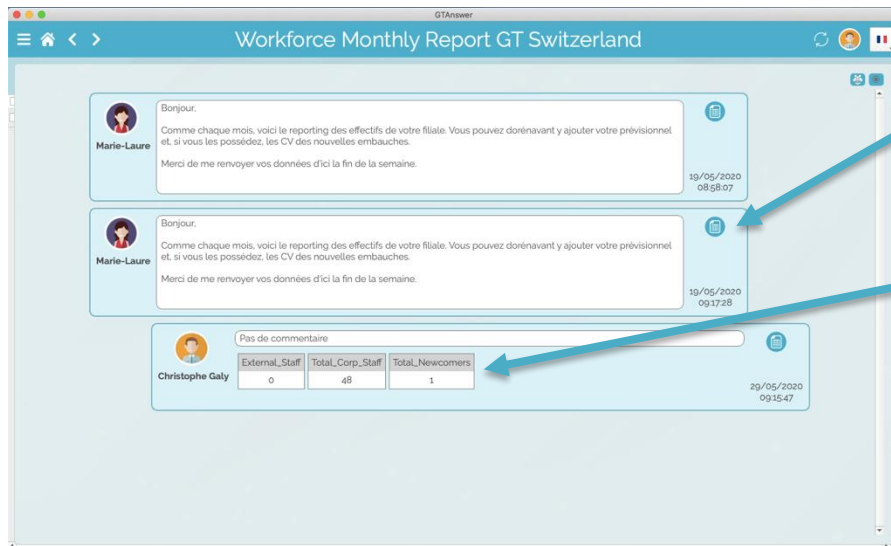 GTAnswer
Workforce Monthly Report GT Switzerland
Bonjour,
Comme chaque mois, voici le reporting des effectifs de votre filiale. Vous pouvez dorénavant y ajouter votre prévisionnel
et, si vous les possédez, les CV des nouvelles embauches.
Merci de me renvoyer vos données d'ici la fin de la semaine.
Marie-Laure
19/05/2020
08:58:07
Bonjour,
Comme chaque mois, voici le reporting des effectifs de votre filiale. Vous pouvez dorénavant y ajouter votre prévisionnel
et, si vous les possédez, les CV des nouvelles embauches.
Merci de me renvoyer vos données d'ici la fin de la semaine.
Marie-Laure
19/05/2020
09:17:28
Pas de commentaire
External_Staff Total_Corp_Staff Total_Newcomers
0 48 1
Christophe Galy
29/05/2020
09:15:47